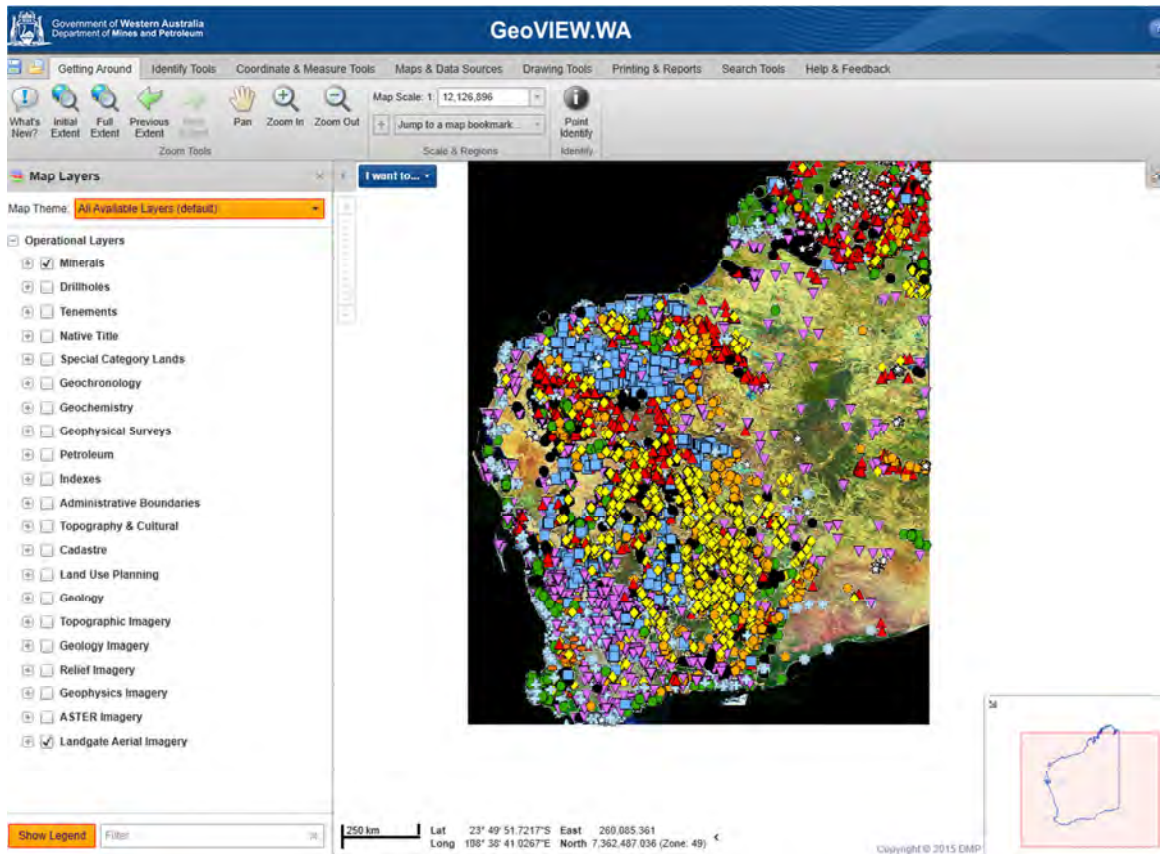 Government of Western Australia
Department of Mines and Petroleum
GeoVIEW.WA
Getting Around Identify Tools Coordinate & Measure Tools Maps & Data Sources Drawing Tools Printing & Reports Search Tools Help & Feedback
What's New? Initial Extent Full Extent Previous Extent Pan Zoom In Zoom Out
Map Scale: 1: 12,126,896
Jump to a map bookmark...
Point Identify
Zoom Tools Scale & Regions Identify
Map Layers
I want to...
Map Theme: All Available Layers (default)
Operational Layers
Minerals
Drillholes
Tenements
Native Title
Special Category Lands
Geochronology
Geochemistry
Geophysical Surveys
Petroleum
Indexes
Administrative Boundaries
Topography & Cultural
Cadastre
Land Use Planning
Geology
Topographic Imagery
Geology Imagery
Relief Imagery
Geophysics Imagery
ASTER Imagery
Landgate Aerial Imagery
Show Legend Filter
250 km
Lat 23° 49' 51.7217"S East 260,085.361
Long 108° 38' 41.0267"E North 7,362,487.036 (Zone: 49)
Copyright © 2015 DMP